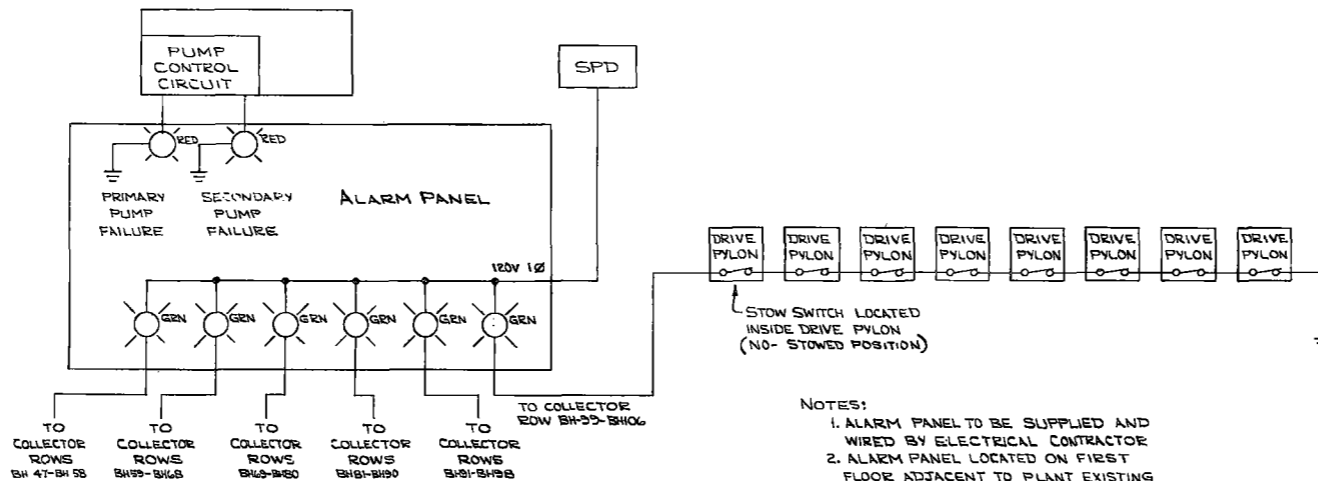 PUMP
CONTROL
CIRCUIT
SPD
RED
RED
PRIMARY
PUMP
FAILURE
SECONDARY
PUMP
FAILURE
ALARM PANEL
120V 1Ø
GRN
GRN
GRN
GRN
GRN
GRN
TO
COLLECTOR
ROWS
BH 47-BH 58
TO
COLLECTOR
ROWS
BH59-BH68
TO
COLLECTOR
ROWS
BH69-BH80
TO
COLLECTOR
ROWS
BH81-BH90
TO
COLLECTOR
ROWS
BH91-BH98
TO COLLECTOR
ROW BH-99-BH106
DRIVE
PYLON
DRIVE
PYLON
DRIVE
PYLON
DRIVE
PYLON
DRIVE
PYLON
DRIVE
PYLON
DRIVE
PYLON
DRIVE
PYLON
STOW SWITCH LOCATED
INSIDE DRIVE PYLON
(NO- STOWED POSITION)
NOTES:
1. ALARM PANEL TO BE SUPPLIED AND
WIRED BY ELECTRICAL CONTRACTOR
2. ALARM PANEL LOCATED ON FIRST
FLOOR ADJACENT TO PLANT EXISTING